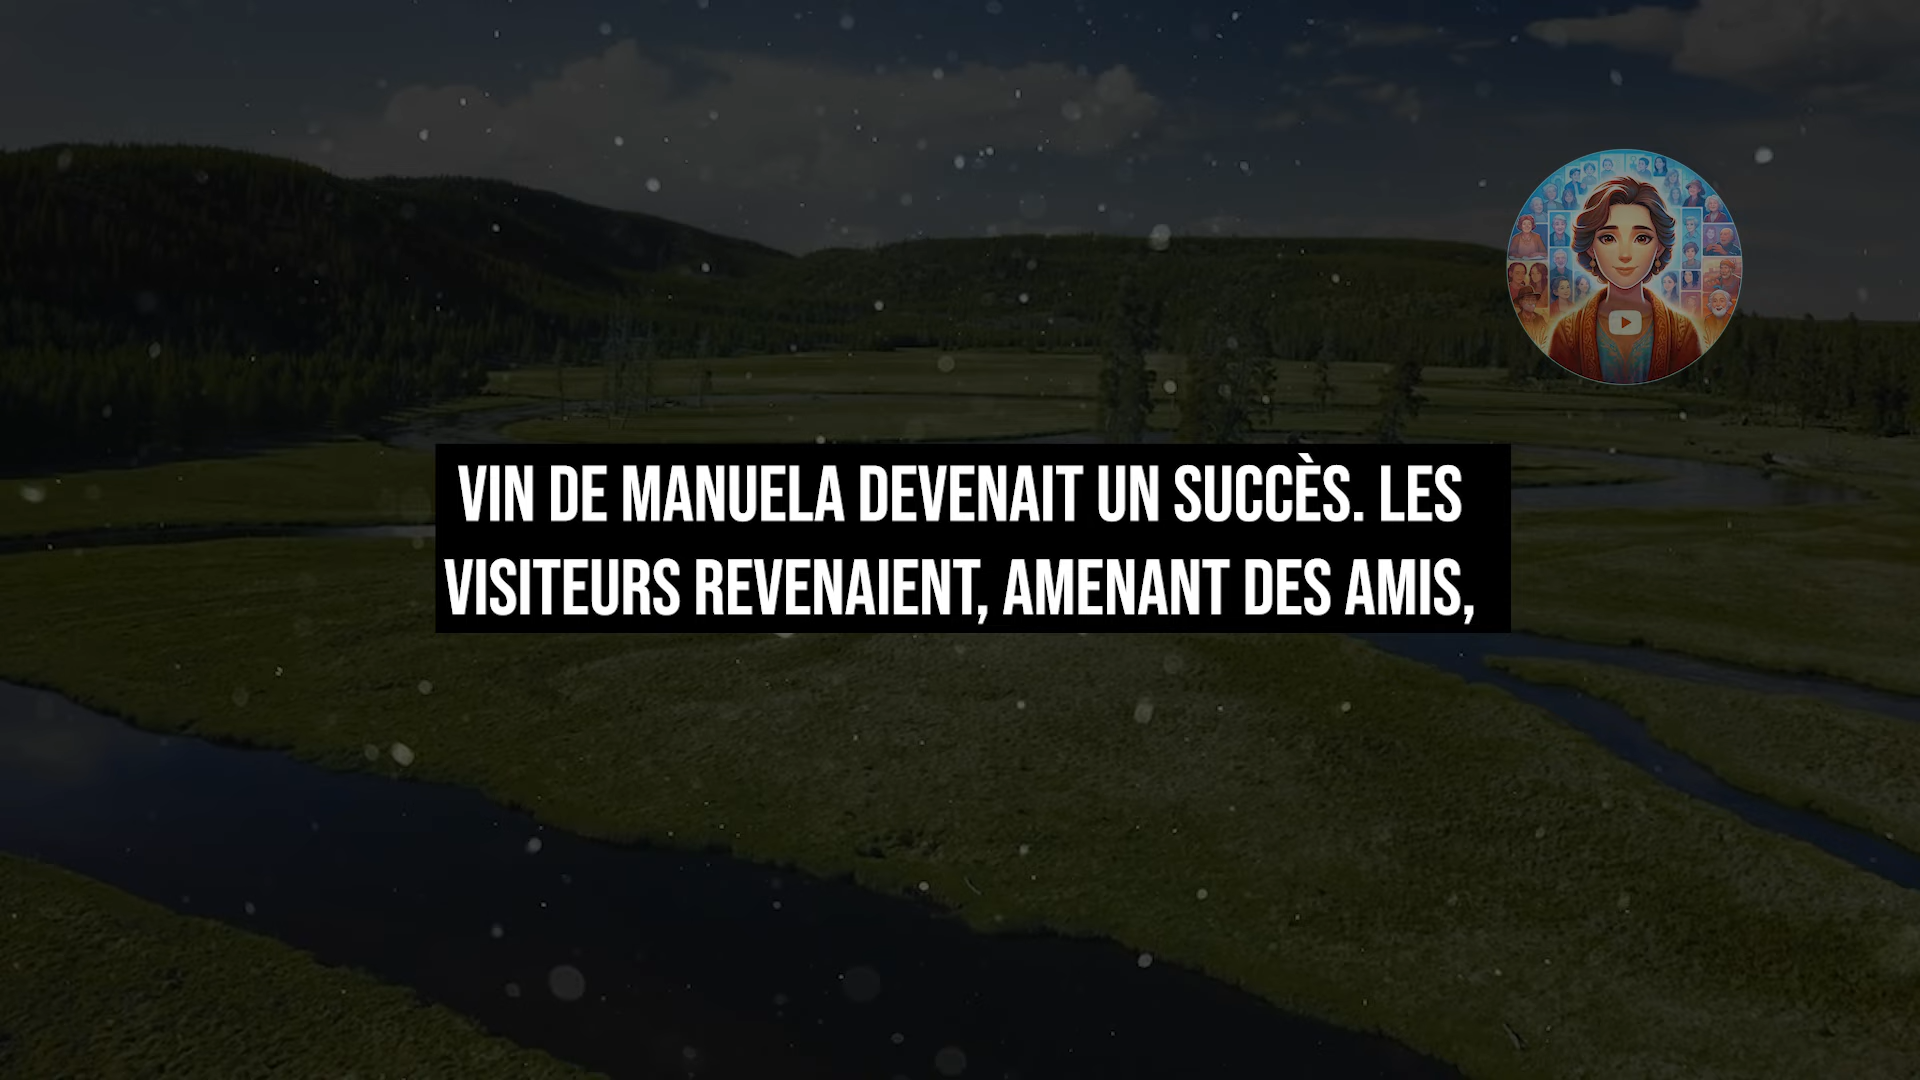 VIN DE MANUELA DEVENAIT UN SUCCÈS. LES
VISITEURS REVENAIENT, AMENANT DES AMIS,